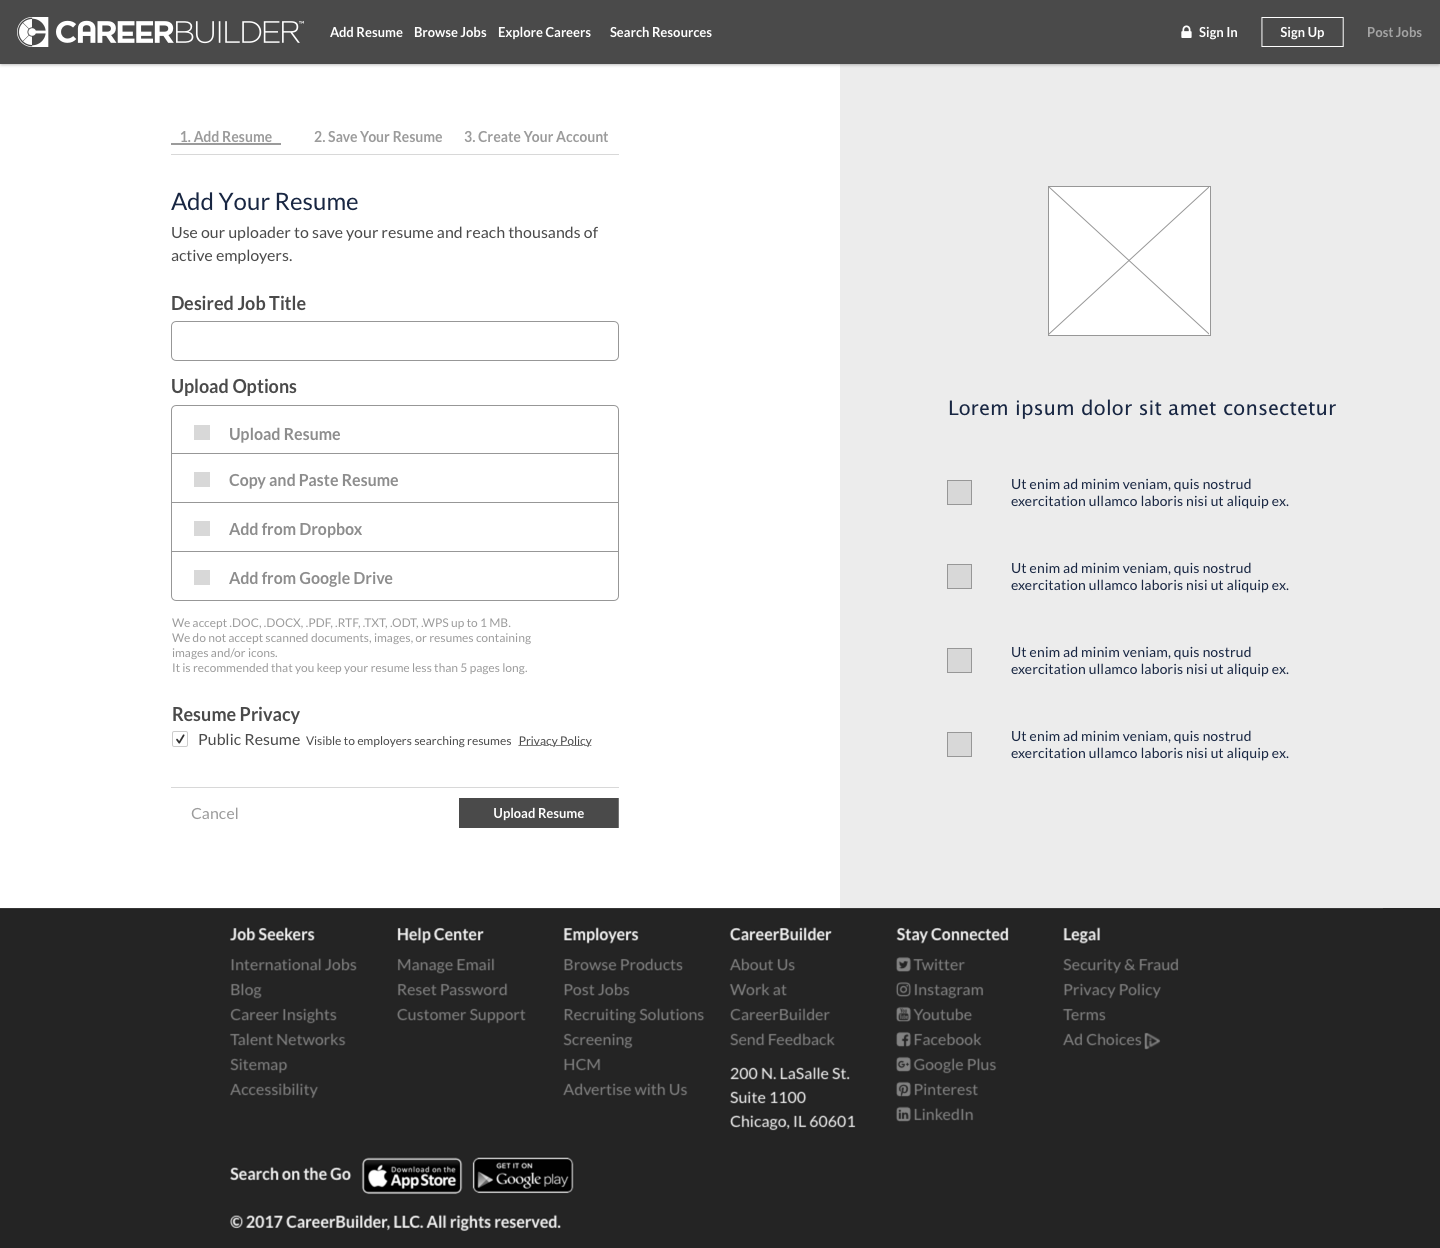 CAREERBUILDER™
Add Resume Browse Jobs Explore Careers Search Resources
Sign In Sign Up Post Jobs
1. Add Resume 2. Save Your Resume 3. Create Your Account
Add Your Resume
Use our uploader to save your resume and reach thousands of
active employers.
Desired Job Title
Upload Options
Upload Resume
Copy and Paste Resume
Add from Dropbox
Add from Google Drive
We accept .DOC, .DOCX, .PDF, .RTF, .TXT, .ODT, .WPS up to 1 MB.
We do not accept scanned documents, images, or resumes containing
images and/or icons.
It is recommended that you keep your resume less than 5 pages long.
Resume Privacy
Public Resume Visible to employers searching resumes Privacy Policy
Cancel Upload Resume
Lorem ipsum dolor sit amet consectetur
Ut enim ad minim veniam, quis nostrud
exercitation ullamco laboris nisi ut aliquip ex.
Ut enim ad minim veniam, quis nostrud
exercitation ullamco laboris nisi ut aliquip ex.
Ut enim ad minim veniam, quis nostrud
exercitation ullamco laboris nisi ut aliquip ex.
Ut enim ad minim veniam, quis nostrud
exercitation ullamco laboris nisi ut aliquip ex.
Job Seekers
International Jobs
Blog
Career Insights
Talent Networks
Sitemap
Accessibility
Help Center
Manage Email
Reset Password
Customer Support
Employers
Browse Products
Post Jobs
Recruiting Solutions
Screening
HCM
Advertise with Us
CareerBuilder
About Us
Work at
CareerBuilder
Send Feedback
200 N. LaSalle St.
Suite 1100
Chicago, IL 60601
Stay Connected
Twitter
Instagram
Youtube
Facebook
Google Plus
Pinterest
LinkedIn
Legal
Security & Fraud
Privacy Policy
Terms
Ad Choices
Search on the Go
Download on the
App Store
GET IT ON
Google play
© 2017 CareerBuilder, LLC. All rights reserved.